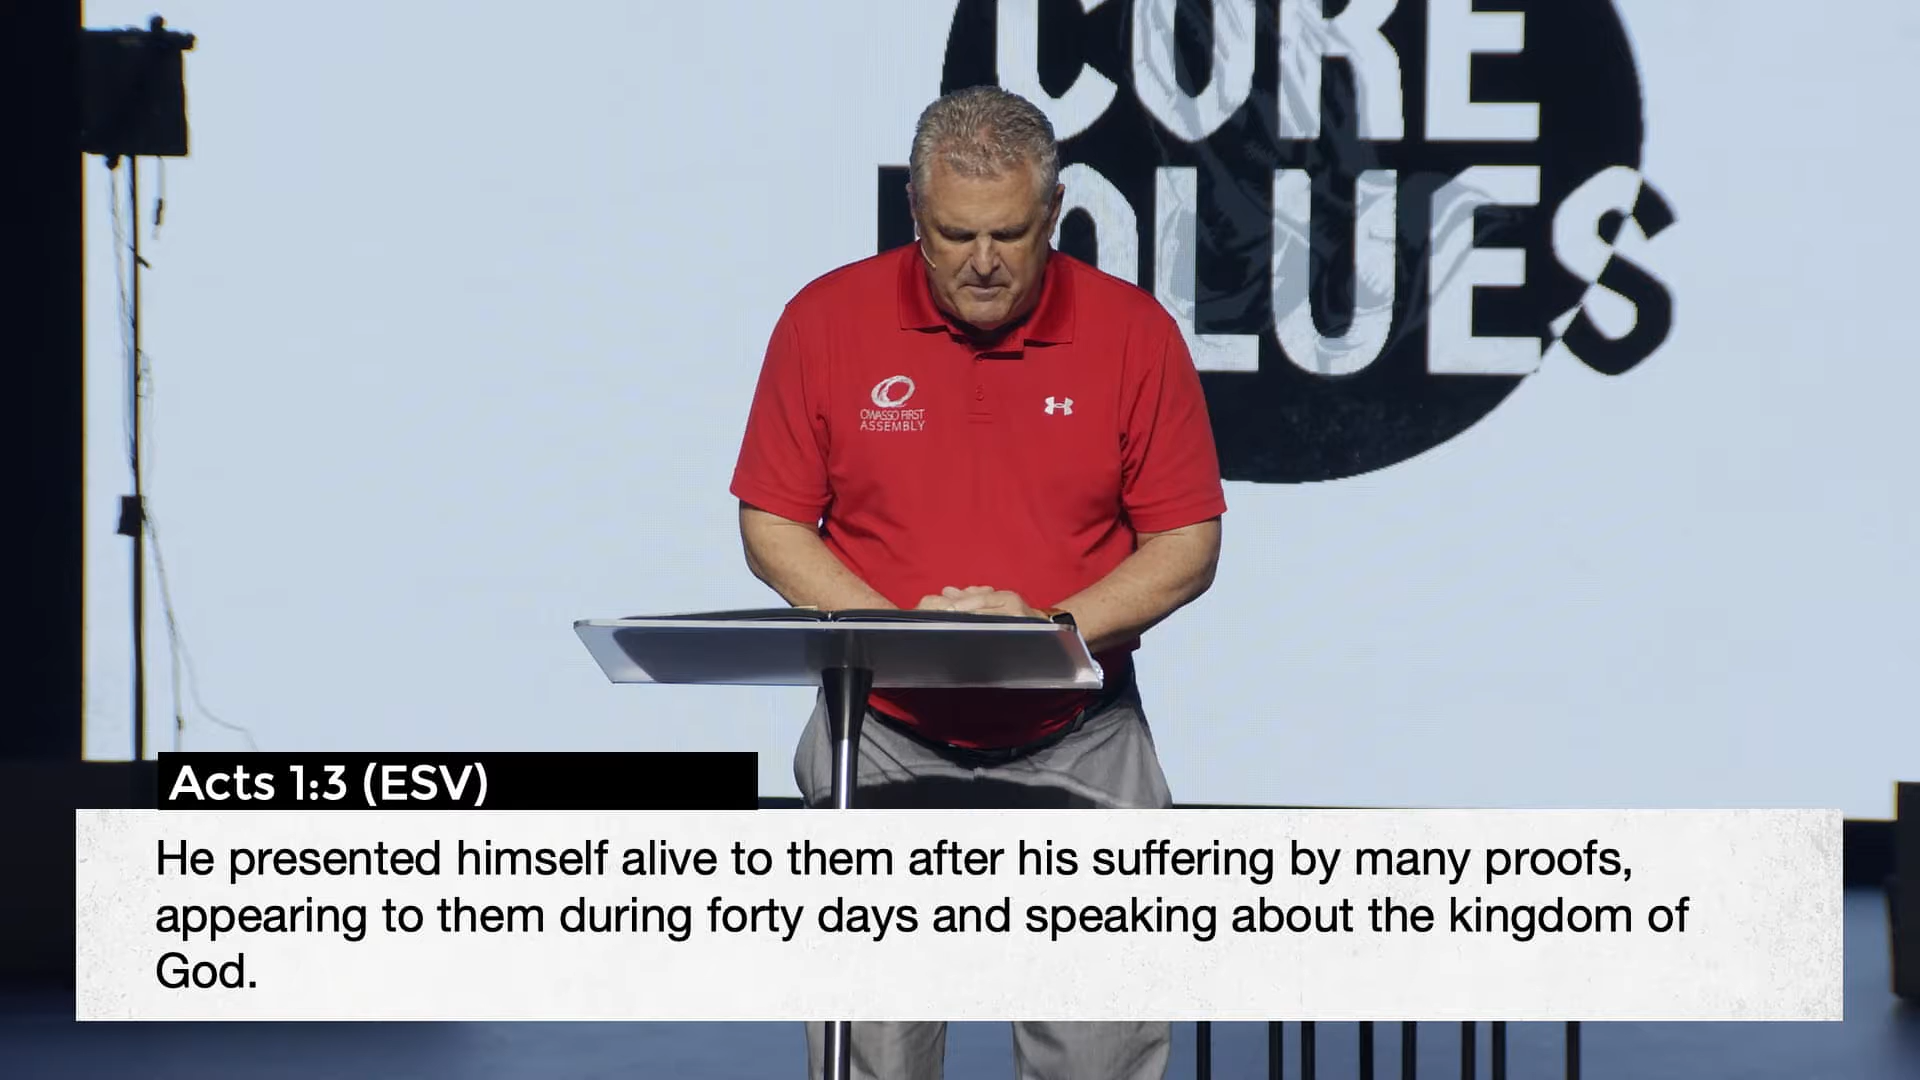 CORE
VALUES
OWASSO FIRST
ASSEMBLY
Acts 1:3 (ESV)
He presented himself alive to them after his suffering by many proofs,
appearing to them during forty days and speaking about the kingdom of
God.